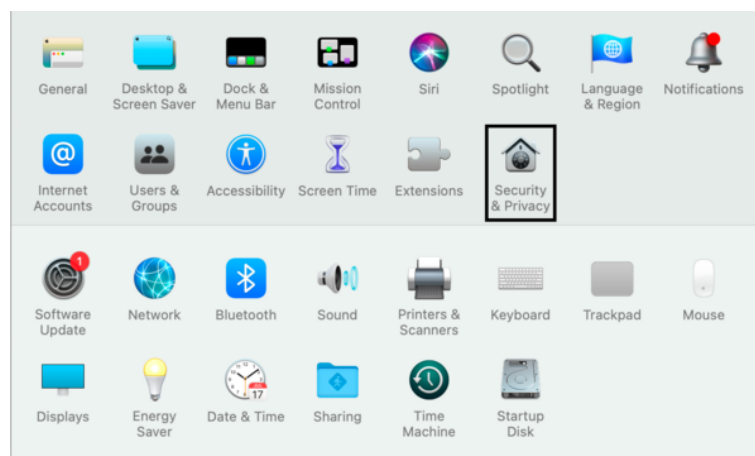 General
Desktop &
Screen Saver
Dock &
Menu Bar
Mission
Control
Siri
Spotlight
Language
& Region
Notifications
@
Internet
Accounts
Users &
Groups
Accessibility
Screen Time
Extensions
Security
& Privacy
1
Software
Update
Network
Bluetooth
Sound
Printers &
Scanners
Keyboard
Trackpad
Mouse
Displays
Energy
Saver
JUL
17
Date & Time
Sharing
Time
Machine
Startup
Disk